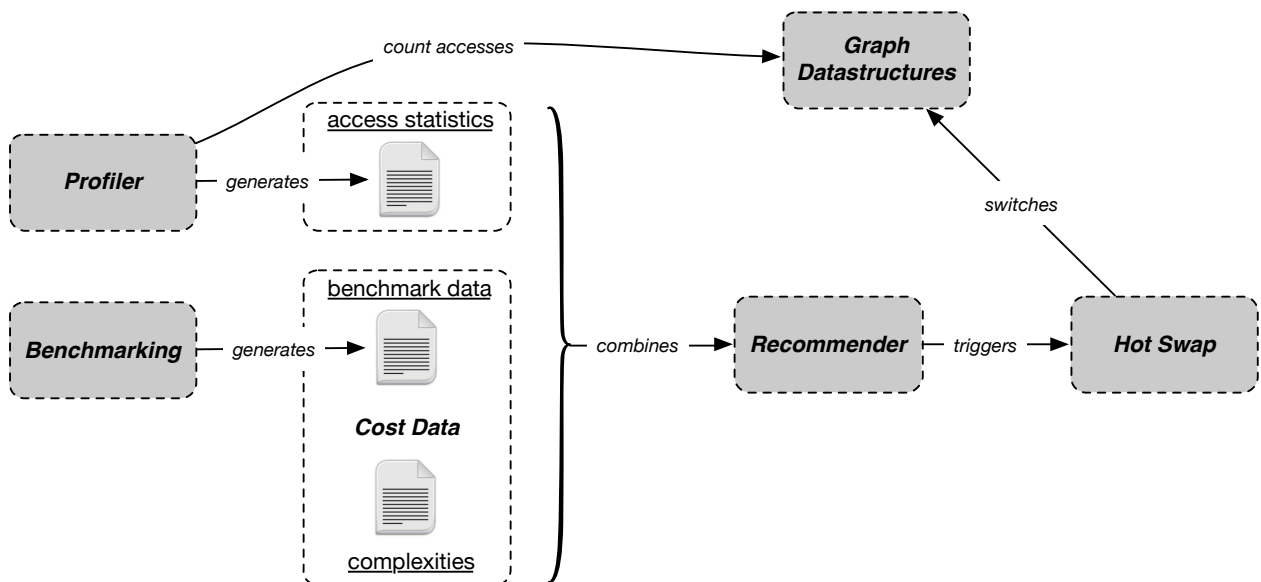 count accesses
Graph
Datastructures
access statistics
Profiler
generates
switches
benchmark data
Benchmarking
generates
combines
Recommender
triggers
Hot Swap
Cost Data
complexities